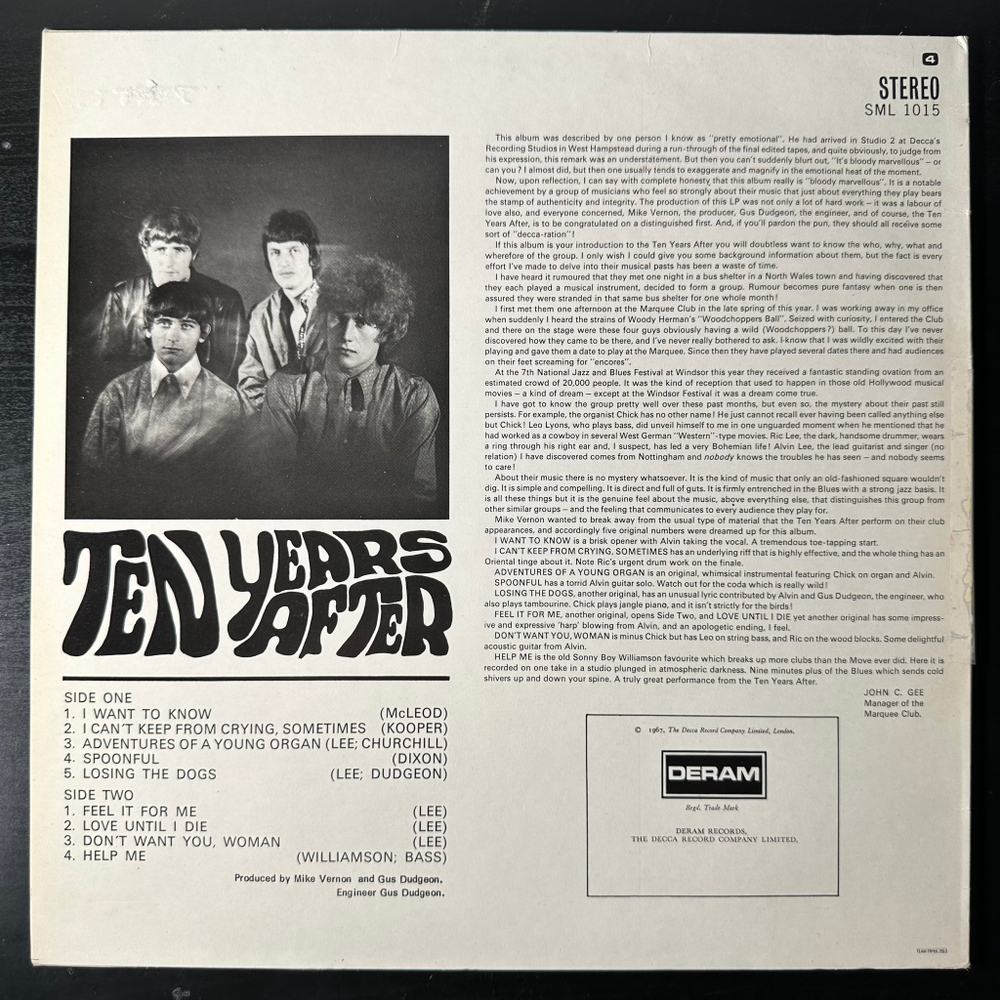 4
STEREO
SML 1015
This album was described by one person I know as "pretty emotional". He had arrived in Studio 2 at Decca's
Recording Studios in West Hampstead during a run-through of the final edited tapes, and quite obviously, to judge from
his expression, this remark was an understatement. But then you can't suddenly blurt out, "It's bloody marvellous" – or
can you? I almost did, but then one usually tends to exaggerate and magnify in the emotional heat of the moment.
Now, upon reflection, I can say with complete honesty that this album really is "bloody marvellous". It is a notable
achievement by a group of musicians who feel so strongly about their music that just about everything they play bears
the stamp of authenticity and integrity. The production of this LP was not only a lot of hard work – it was a labour of
love also, and everyone concerned, Mike Vernon, the producer, Gus Dudgeon, the engineer, and of course, the Ten
Years After, is to be congratulated on a distinguished first. And, if you'll pardon the pun, they should all receive some
sort of "decca-ration"!
If this album is your introduction to the Ten Years After you will doubtless want to know the who, why, what and
wherefore of the group. I only wish I could give you some background information about them, but the fact is every
effort I've made to delve into their musical pasts has been a waste of time.
I have heard it rumoured that they met one night in a bus shelter in a North Wales town and having discovered that
they each played a musical instrument, decided to form a group. Rumour becomes pure fantasy when one is then
assured they were stranded in that same bus shelter for one whole month!
I first met them one afternoon at the Marquee Club in the late spring of this year. I was working away in my office
when suddenly I heard the strains of Woody Herman's "Woodchoppers Ball". Seized with curiosity, I entered the Club
and there on the stage were these four guys obviously having a wild (Woodchoppers?) ball. To this day I've never
discovered how they came to be there, and I've never really bothered to ask. I know that I was wildly excited with their
playing and gave them a date to play at the Marquee. Since then they have played several dates there and had audiences
on their feet screaming for "encores".
At the 7th National Jazz and Blues Festival at Windsor this year they received a fantastic standing ovation from an
estimated crowd of 20,000 people. It was the kind of reception that used to happen in those old Hollywood musical
movies – a kind of dream – except at the Windsor Festival it was a dream come true.
I have got to know the group pretty well over these past months, but even so, the mystery about their past still
persists. For example, the organist Chick has no other name! He just cannot recall ever having been called anything else
but Chick! Leo Lyons, who plays bass, did unveil himself to me in one unguarded moment when he mentioned that he
had worked as a cowboy in several West German "Western"-type movies. Ric Lee, the dark, handsome drummer, wears
a ring through his right ear and, I suspect, has led a very Bohemian life! Alvin Lee, the lead guitarist and singer (no
relation) I have discovered comes from Nottingham and nobody knows the troubles he has seen – and nobody seems
to care!
About their music there is no mystery whatsoever. It is the kind of music that only an old-fashioned square wouldn't
dig. It is simple and compelling. It is direct and full of guts. It is firmly entrenched in the Blues with a strong jazz basis. It
is all these things but it is the genuine feel about the music, above everything else, that distinguishes this group from
other similar groups – and the feeling that communicates to every audience they play for.
Mike Vernon wanted to break away from the usual type of material that the Ten Years After perform on their club
appearances, and accordingly five original numbers were dreamed up for this album.
I WANT TO KNOW is a brisk opener with Alvin taking the vocal. A tremendous toe-tapping start.
I CAN'T KEEP FROM CRYING, SOMETIMES has an underlying riff that is highly effective, and the whole thing has an
Oriental tinge about it. Note Ric's urgent drum work on the finale.
ADVENTURES OF A YOUNG ORGAN is an original, whimsical instrumental featuring Chick on organ and Alvin.
SPOONFUL has a torrid Alvin guitar solo. Watch out for the coda which is really wild!
LOSING THE DOGS, another original, has an unusual lyric contributed by Alvin and Gus Dudgeon, the engineer, who
also plays tambourine. Chick plays jangle piano, and it isn't strictly for the birds!
FEEL IT FOR ME, another original, opens Side Two, and LOVE UNTIL I DIE yet another original has some impress-
ive and expressive 'harp' blowing from Alvin, and an apologetic ending, I feel.
DON'T WANT YOU, WOMAN is minus Chick but has Leo on string bass, and Ric on the wood blocks. Some delightful
acoustic guitar from Alvin.
HELP ME is the old Sonny Boy Williamson favourite which breaks up more clubs than the Move ever did. Here it is
recorded on one take in a studio plunged in atmospheric darkness. Nine minutes plus of the Blues which sends cold
shivers up and down your spine. A truly great performance from the Ten Years After.
JOHN C. GEE
Manager of the
Marquee Club.
TEN YEARS
AFTER
SIDE ONE
1. I WANT TO KNOW (McLEOD)
2. I CAN'T KEEP FROM CRYING, SOMETIMES (KOOPER)
3. ADVENTURES OF A YOUNG ORGAN (LEE; CHURCHILL)
4. SPOONFUL (DIXON)
5. LOSING THE DOGS (LEE; DUDGEON)
SIDE TWO
1. FEEL IT FOR ME (LEE)
2. LOVE UNTIL I DIE (LEE)
3. DON'T WANT YOU, WOMAN (LEE)
4. HELP ME (WILLIAMSON; BASS)
Produced by Mike Vernon and Gus Dudgeon.
Engineer Gus Dudgeon.
© 1967, The Decca Record Company Limited, London.
DERAM
Regd. Trade Mark
DERAM RECORDS,
THE DECCA RECORD COMPANY LIMITED,